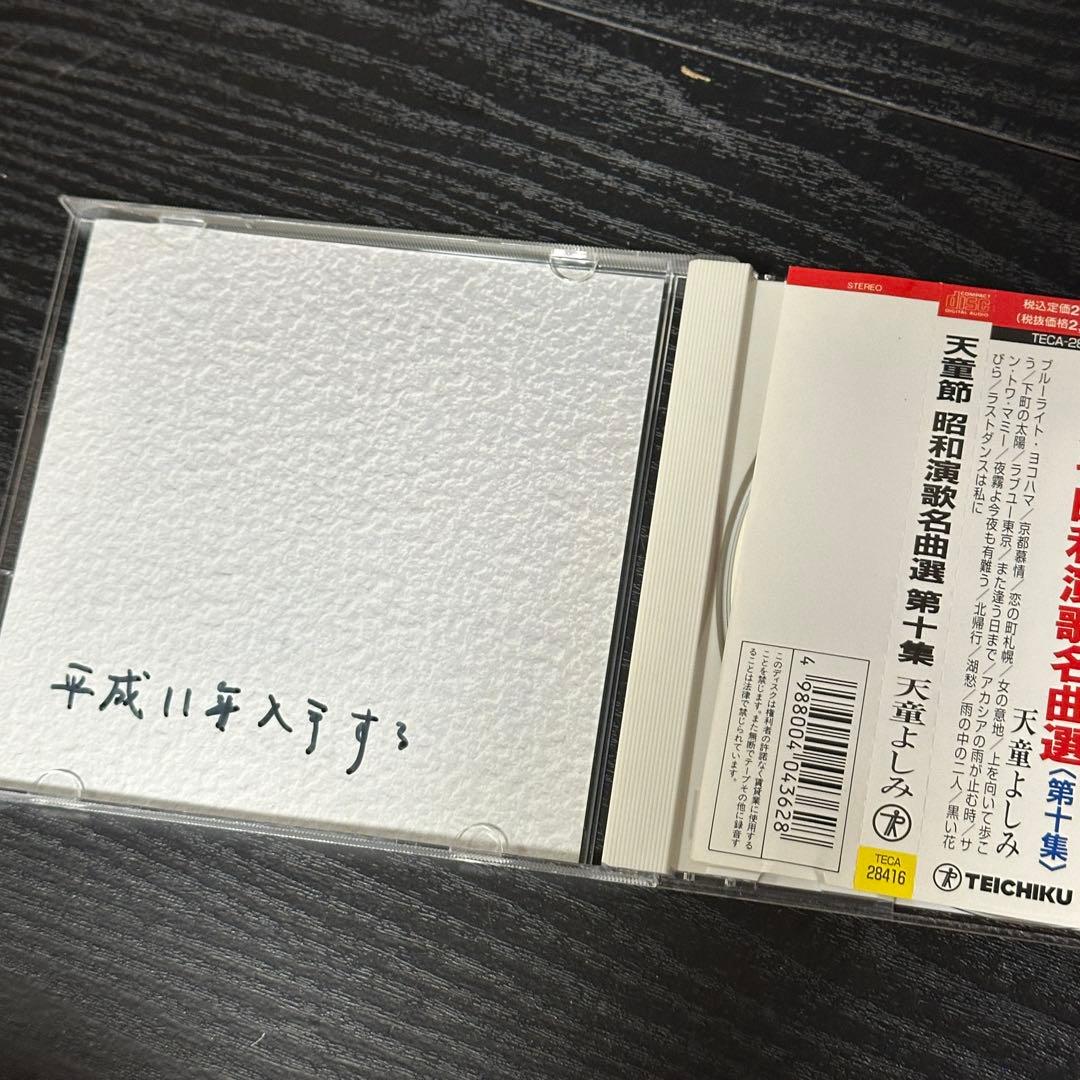 平成11年入手する
STEREO
COMPACT
disc
DIGITAL AUDIO
税込定価2
(税抜価格2
TECA-28
天童節 昭和演歌名曲選 第十集 天童よしみ
TECA
28416
昭和演歌名曲選〈第十集〉
天童よしみ
ブルーライト・ヨコハマ/京都慕情/恋の町札幌/女の意地/上を向いて歩こ
う/下町の太陽/ラブユー東京/また逢う日まで/アカシアの雨が止む時/サ
ン・トワ・マミー/夜霧よ今夜も有難う/北帰行/湖愁/雨の中の二人/黒い花
びら/ラストダンスは私に
TEICHIKU
このディスクは権利者の許諾なく賃貸業に使用する
ことを禁じます。また無断でテープその他に録音す
ることは法律で禁じられています。
4 988004 043628